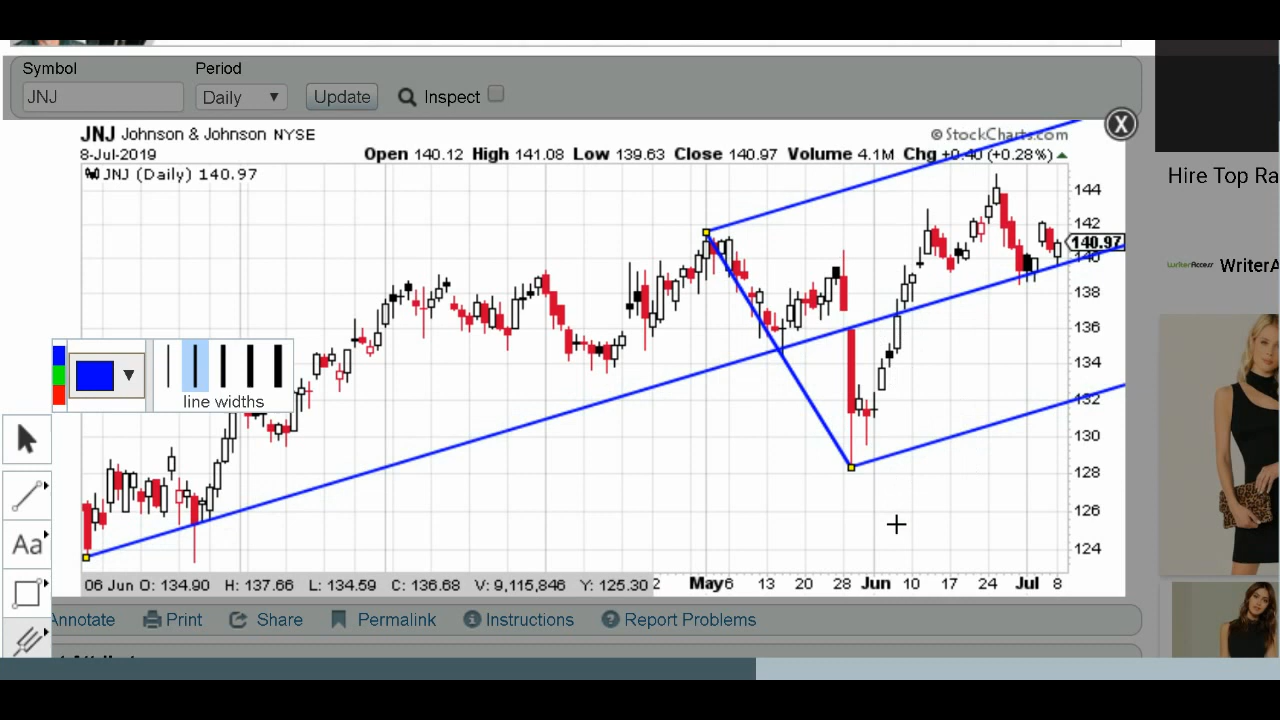 Symbol Period
JNJ Daily ▼ Update Inspect
X
JNJ Johnson & Johnson NYSE © StockCharts.com
8-Jul-2019 Open 140.12 High 141.08 Low 139.63 Close 140.97 Volume 4.1M Chg +0.40 (+0.28%)
JNJ (Daily) 140.97
144
142
140.97
140
138
136
134
132
130
128
126
124
line widths
Aa
06 Jun O: 134.90 H: 137.66 L: 134.59 C: 136.68 V: 9,115,846 Y: 125.30 2 May 6 13 20 28 Jun 10 17 24 Jul 8
Annotate Print Share Permalink Instructions Report Problems
Hire Top Ra
WriterAccess WriterA